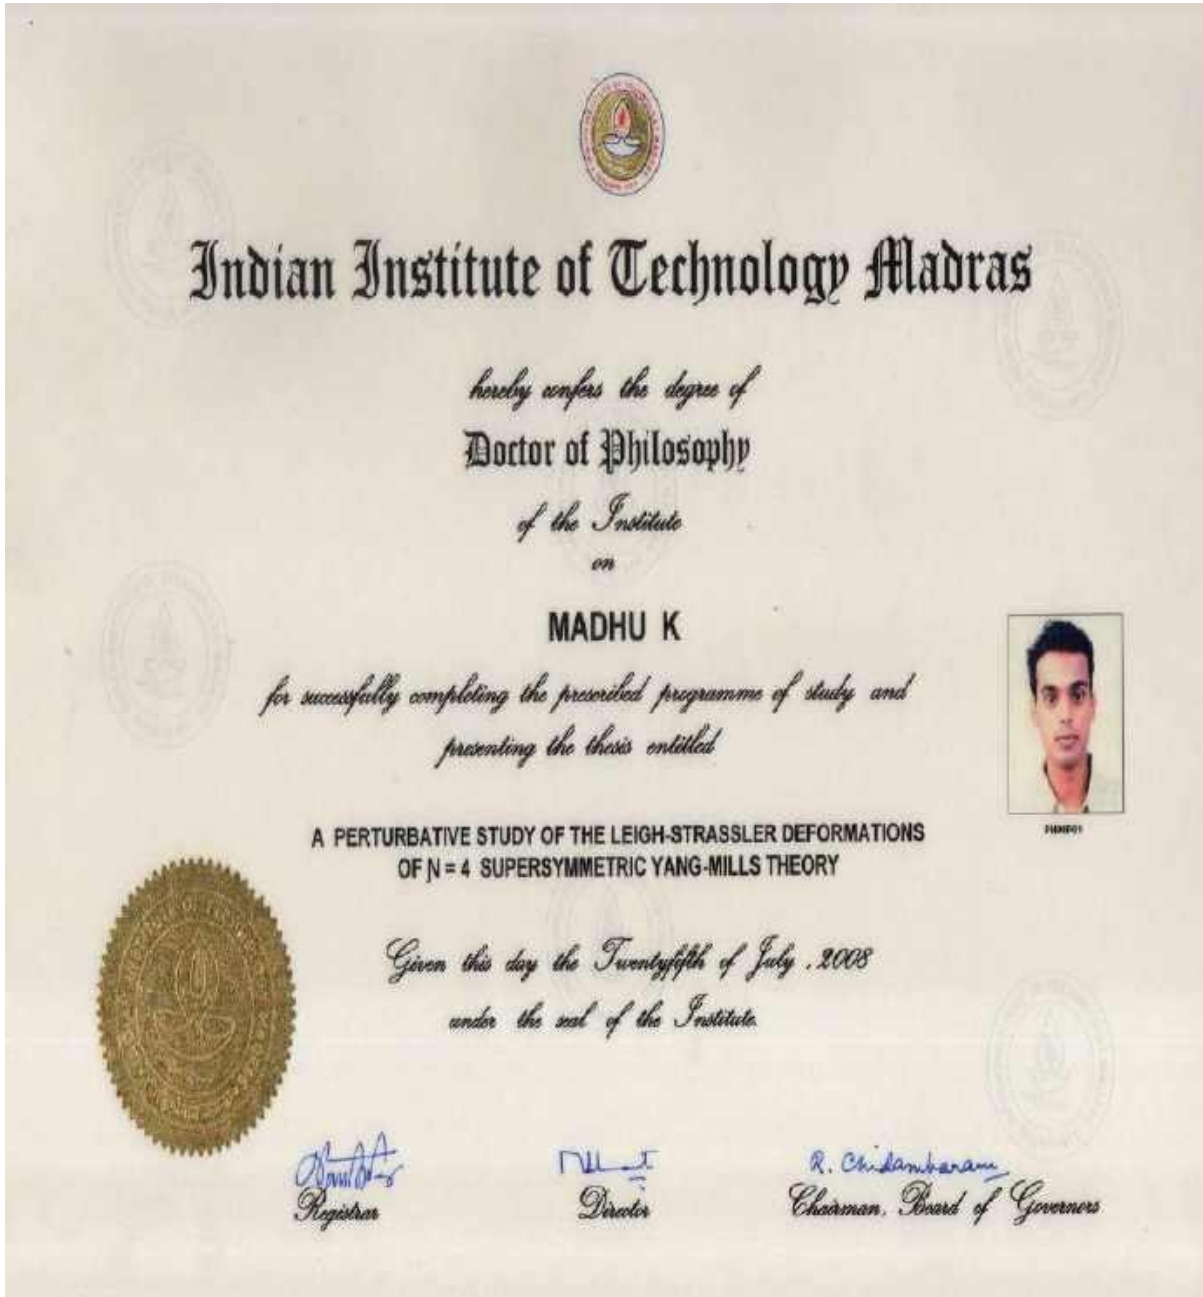 Indian Institute of Technology Madras
hereby confers the degree of
Doctor of Philosophy
of the Institute
on
MADHU K
for successfully completing the prescribed programme of study and
presenting the thesis entitled
A PERTURBATIVE STUDY OF THE LEIGH-STRASSLER DEFORMATIONS
OF N = 4 SUPERSYMMETRIC YANG-MILLS THEORY
Given this day the Twentyfifth of July , 2008
under the seal of the Institute.
R. Chidambaram
Registrar
Director
Chairman, Board of Governors